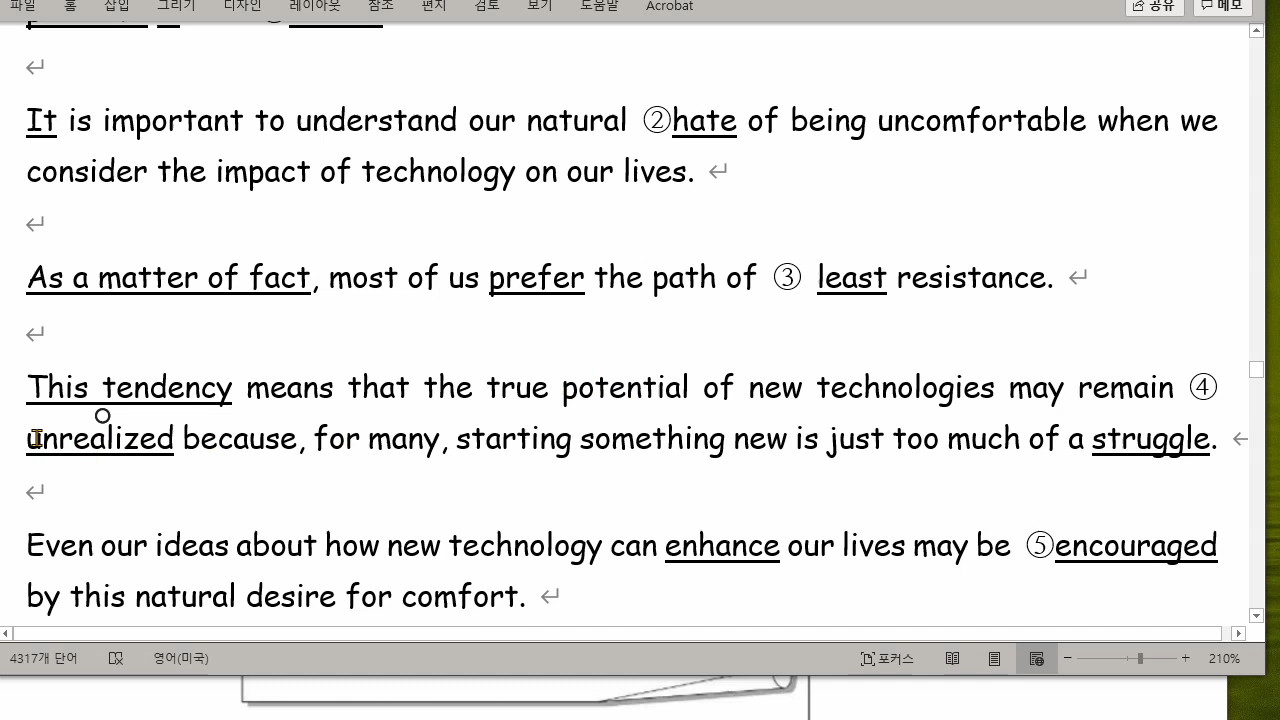 파일 홈 삽입 그리기 디자인 레이아웃 참조 편지 검토 보기 도움말 Acrobat 공유 메모
It is important to understand our natural ②hate of being uncomfortable when we
consider the impact of technology on our lives.
As a matter of fact, most of us prefer the path of ③ least resistance.
This tendency means that the true potential of new technologies may remain ④
unrealized because, for many, starting something new is just too much of a struggle.
Even our ideas about how new technology can enhance our lives may be ⑤encouraged
by this natural desire for comfort.
4317개 단어 영어(미국) 포커스 210%